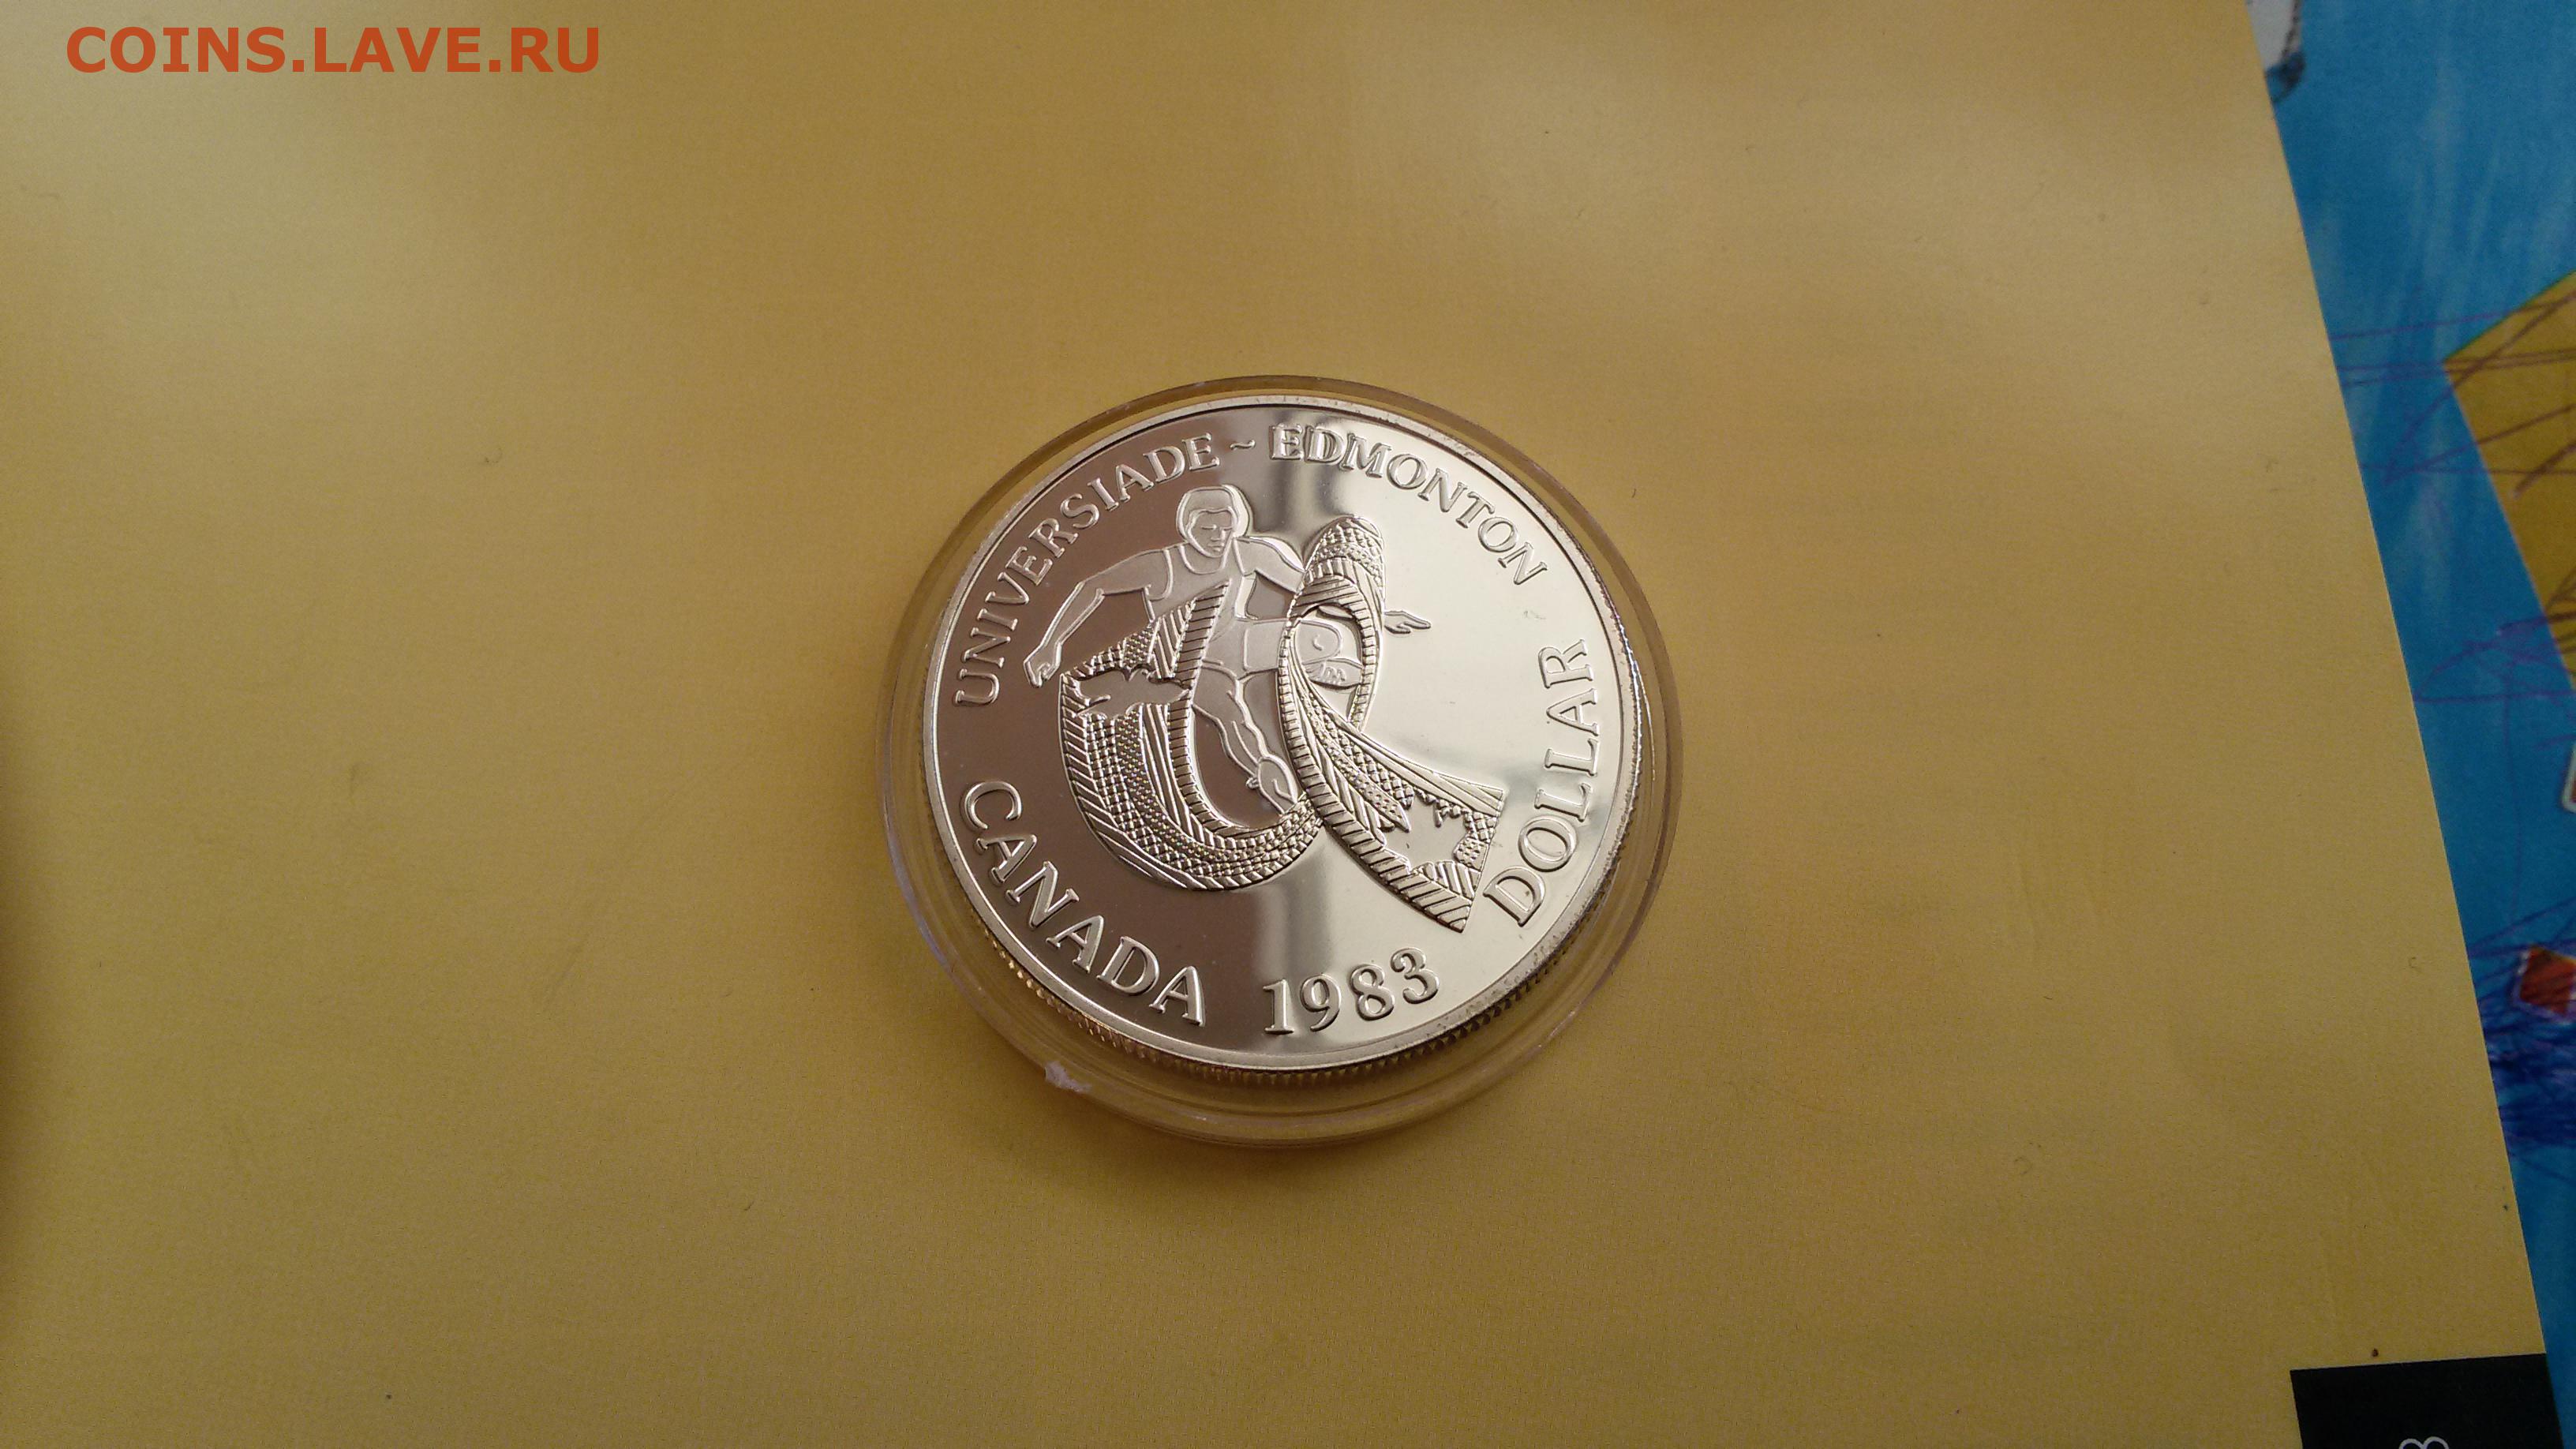 COINS.LAVE.RU
UNIVERSIADE ~ EDMONTON
CANADA 1983 DOLLAR